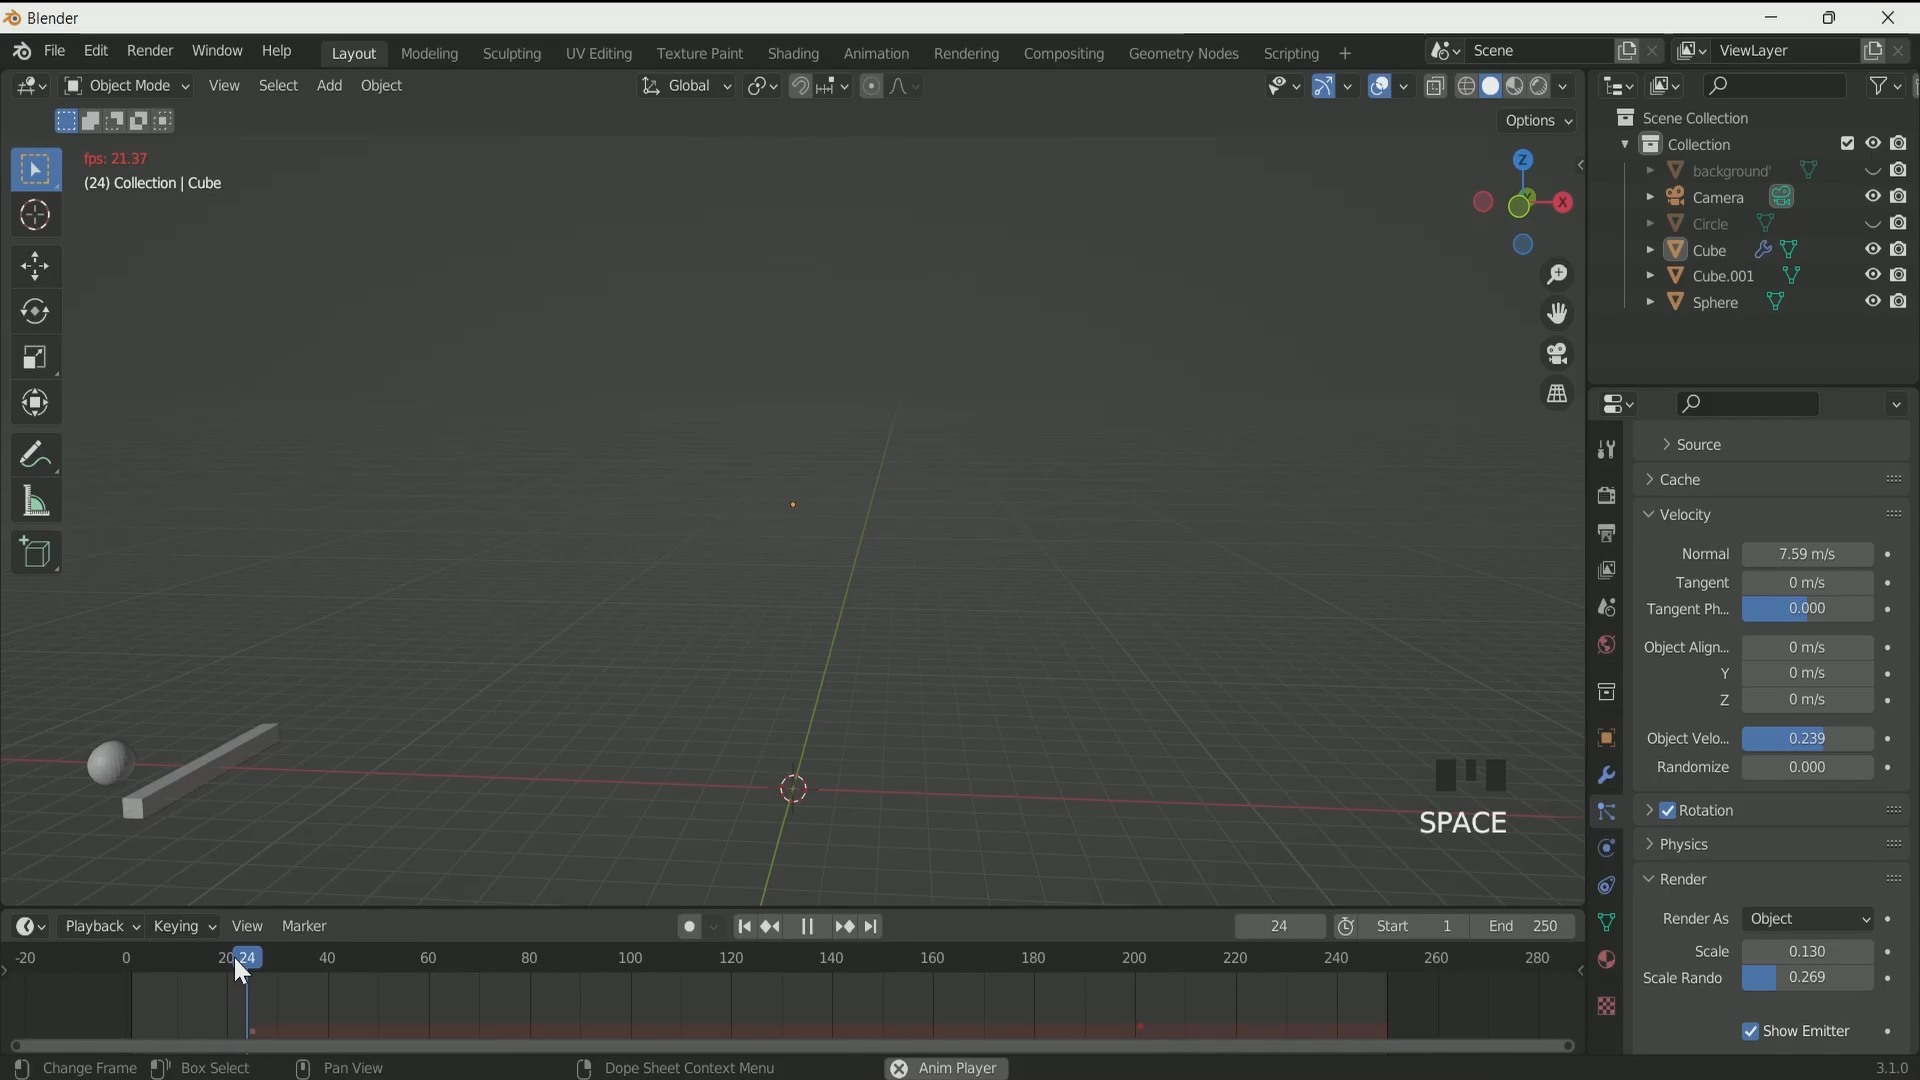 Blender
File Edit Render Window Help Layout Modeling Sculpting UV Editing Texture Paint Shading Animation Rendering Compositing Geometry Nodes Scripting + Scene ViewLayer
Object Mode View Select Add Object Global
Options
fps: 21.37
(24) Collection | Cube
Z
Y
X
SPACE
Scene Collection
Collection
background'
Camera
Circle
Cube
Cube.001
Sphere
Source
Cache
Velocity
Normal 7.59 m/s
Tangent 0 m/s
Tangent Ph... 0.000
Object Align... 0 m/s
Y 0 m/s
Z 0 m/s
Object Velo... 0.239
Randomize 0.000
Rotation
Physics
Render
Render As Object
Scale 0.130
Scale Rando 0.269
Show Emitter
Playback Keying View Marker 24 Start 1 End 250
-20 0 20 24 40 60 80 100 120 140 160 180 200 220 240 260 280
Change Frame Box Select Pan View Dope Sheet Context Menu Anim Player 3.1.0